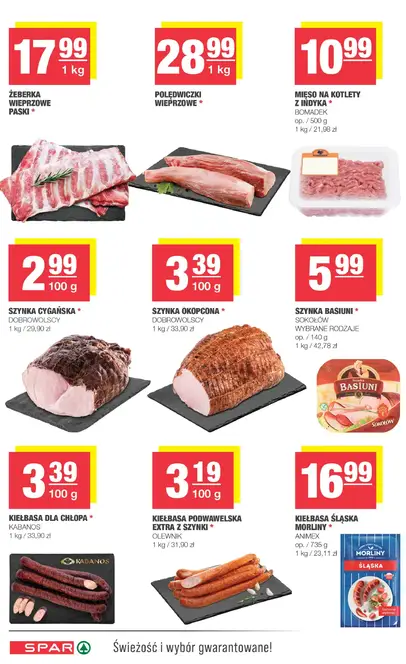 17 99
1 kg
ŻEBERKA
WIEPRZOWE
PASKI *
28 99
1 kg
POLĘDWICZKI
WIEPRZOWE *
10 99
MIĘSO NA KOTLETY
Z INDYKA *
BOMADEK
op. / 500 g
1 kg / 21,98 zł
2 99
100 g
SZYNKA CYGAŃSKA *
DOBROWOLSCY
1 kg / 29,90 zł
3 39
100 g
SZYNKA OKOPCONA *
DOBROWOLSCY
1 kg / 33,90 zł
5 99
SZYNKA BASIUNI *
SOKOŁÓW
WYBRANE RODZAJE
op. / 140 g
1 kg / 42,78 zł
BASIUNI
SOKOŁÓW
3 39
100 g
KIEŁBASA DLA CHŁOPA *
KABANOS
1 kg / 33,90 zł
KABANOS
3 19
100 g
KIEŁBASA PODWAWELSKA
EXTRA Z SZYNKI *
OLEWNIK
1 kg / 31,90 zł
16 99
KIEŁBASA ŚLĄSKA
MORLINY *
ANIMEX
op. / 735 g
1 kg / 23,11 zł
MORLINY
ŚLĄSKA
SPAR
Świeżość i wybór gwarantowane!